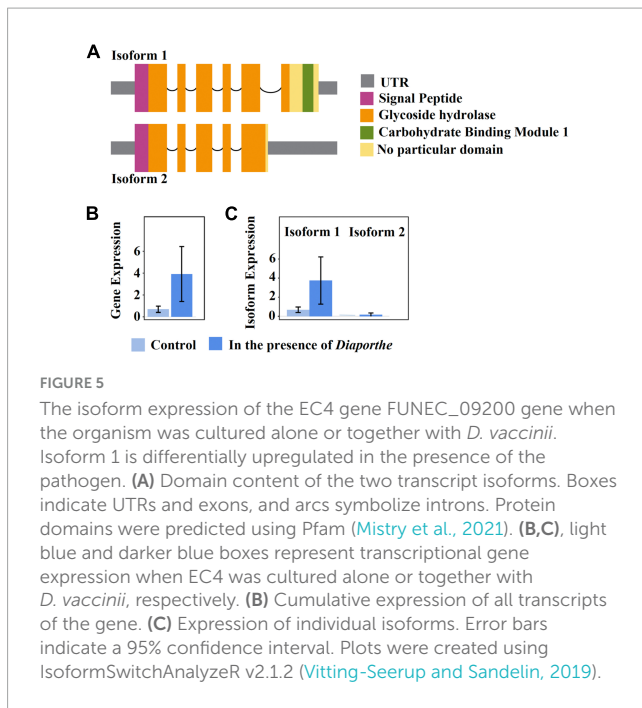 A
Isoform 1
Isoform 2
UTR
Signal Peptide
Glycoside hydrolase
Carbohydrate Binding Module 1
No particular domain
B
Gene Expression
6
4
2
0
C
Isoform Expression
Isoform 1 Isoform 2
6
4
2
0
Control
In the presence of Diaporthe
FIGURE 5
The isoform expression of the EC4 gene FUNEC_09200 gene when
the organism was cultured alone or together with D. vaccinii.
Isoform 1 is differentially upregulated in the presence of the
pathogen. (A) Domain content of the two transcript isoforms. Boxes
indicate UTRs and exons, and arcs symbolize introns. Protein
domains were predicted using Pfam (Mistry et al., 2021). (B,C), light
blue and darker blue boxes represent transcriptional gene
expression when EC4 was cultured alone or together with
D. vaccinii, respectively. (B) Cumulative expression of all transcripts
of the gene. (C) Expression of individual isoforms. Error bars
indicate a 95% confidence interval. Plots were created using
IsoformSwitchAnalyzeR v2.1.2 (Vitting-Seerup and Sandelin, 2019).